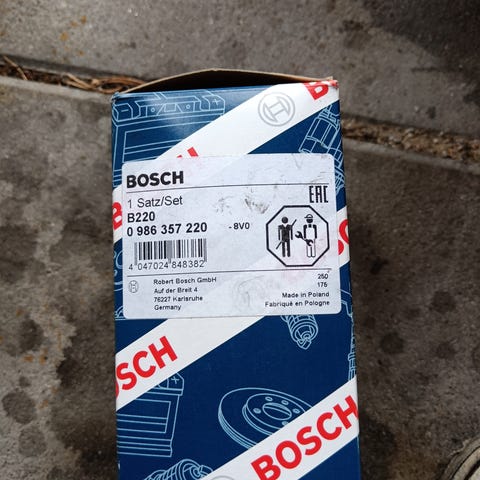 B
BOSCH
BOSCH
1 Satz/Set
B220
0 986 357 220 - 8V0
EAC
4 047024 848382
Robert Bosch GmbH
Auf der Breit 4
76227 Karlsruhe
Germany
250
175
Made in Poland
Fabriqué en Pologne
OSCH
BOSCH